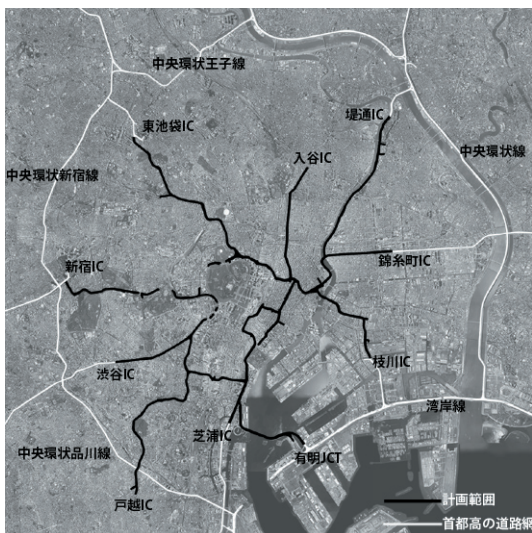 中央環状王子線
堤通IC
東池袋IC
入谷IC
中央環状線
中央環状新宿線
新宿IC
錦糸町IC
渋谷IC
枝川IC
湾岸線
芝浦IC
中央環状品川線
有明JCT
戸越IC
計画範囲
首都高の道路網